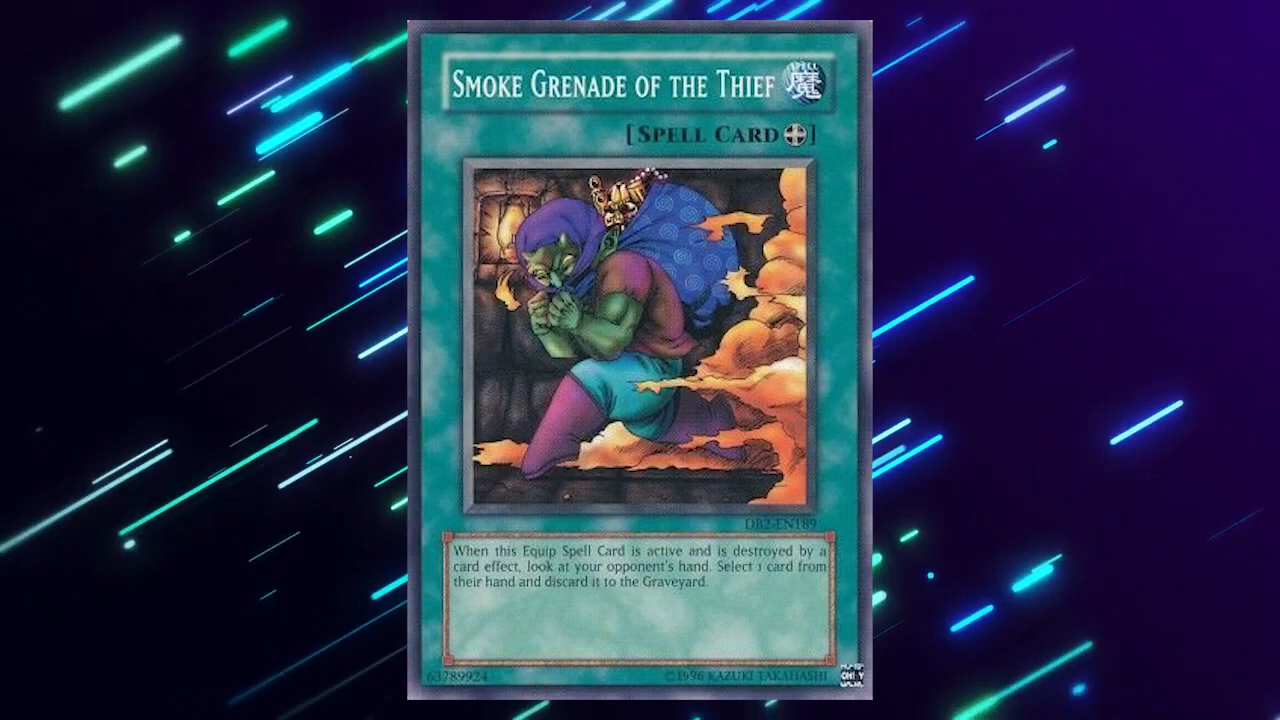 SMOKE GRENADE OF THE THIEF
SPELL
魔
[SPELL CARD]
DB2-EN189
When this Equip Spell Card is active and is destroyed by a
card effect, look at your opponent's hand. Select 1 card from
their hand and discard it to the Graveyard.
63789924
©1996 KAZUKI TAKAHASHI